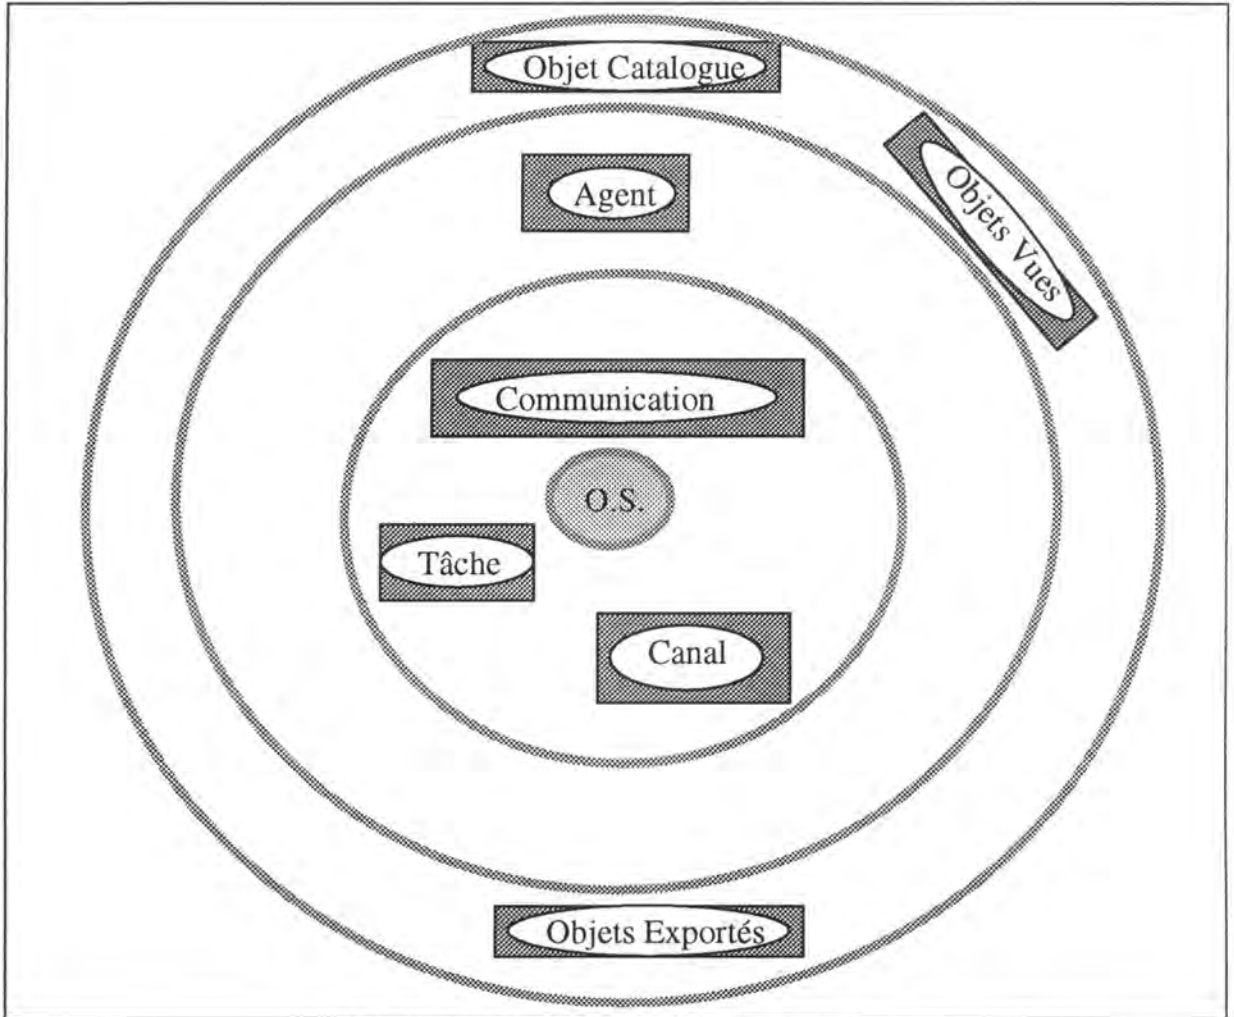 Objet Catalogue
Agent
Objets Vues
Communication
O.S.
Tâche
Canal
Objets Exportés